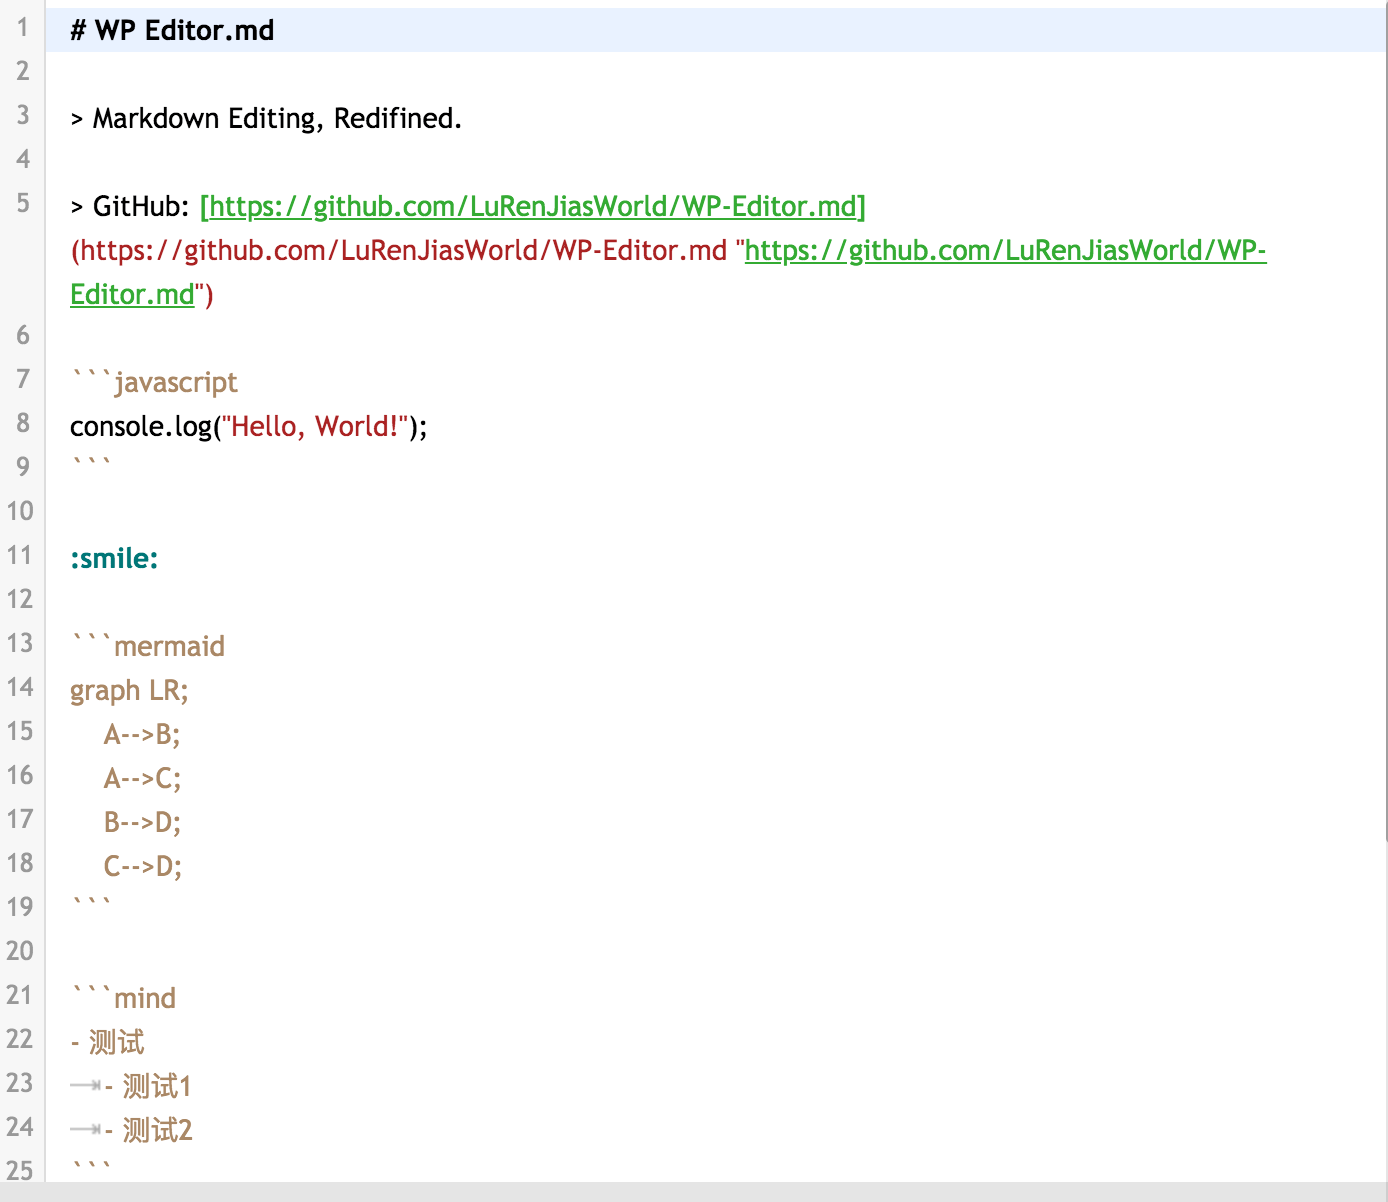 1 # WP Editor.md
2
3 > Markdown Editing, Redifined.
4
5 > GitHub: [https://github.com/LuRenJiasWorld/WP-Editor.md]
(https://github.com/LuRenJiasWorld/WP-Editor.md "https://github.com/LuRenJiasWorld/WP-
Editor.md")
6
7 ```javascript
8 console.log("Hello, World!");
9 ```
10
11 :smile:
12
13 ```mermaid
14 graph LR;
15     A-->B;
16     A-->C;
17     B-->D;
18     C-->D;
19 ```
20
21 ```mind
22 - 测试
23 	- 测试1
24 	- 测试2
25 ```